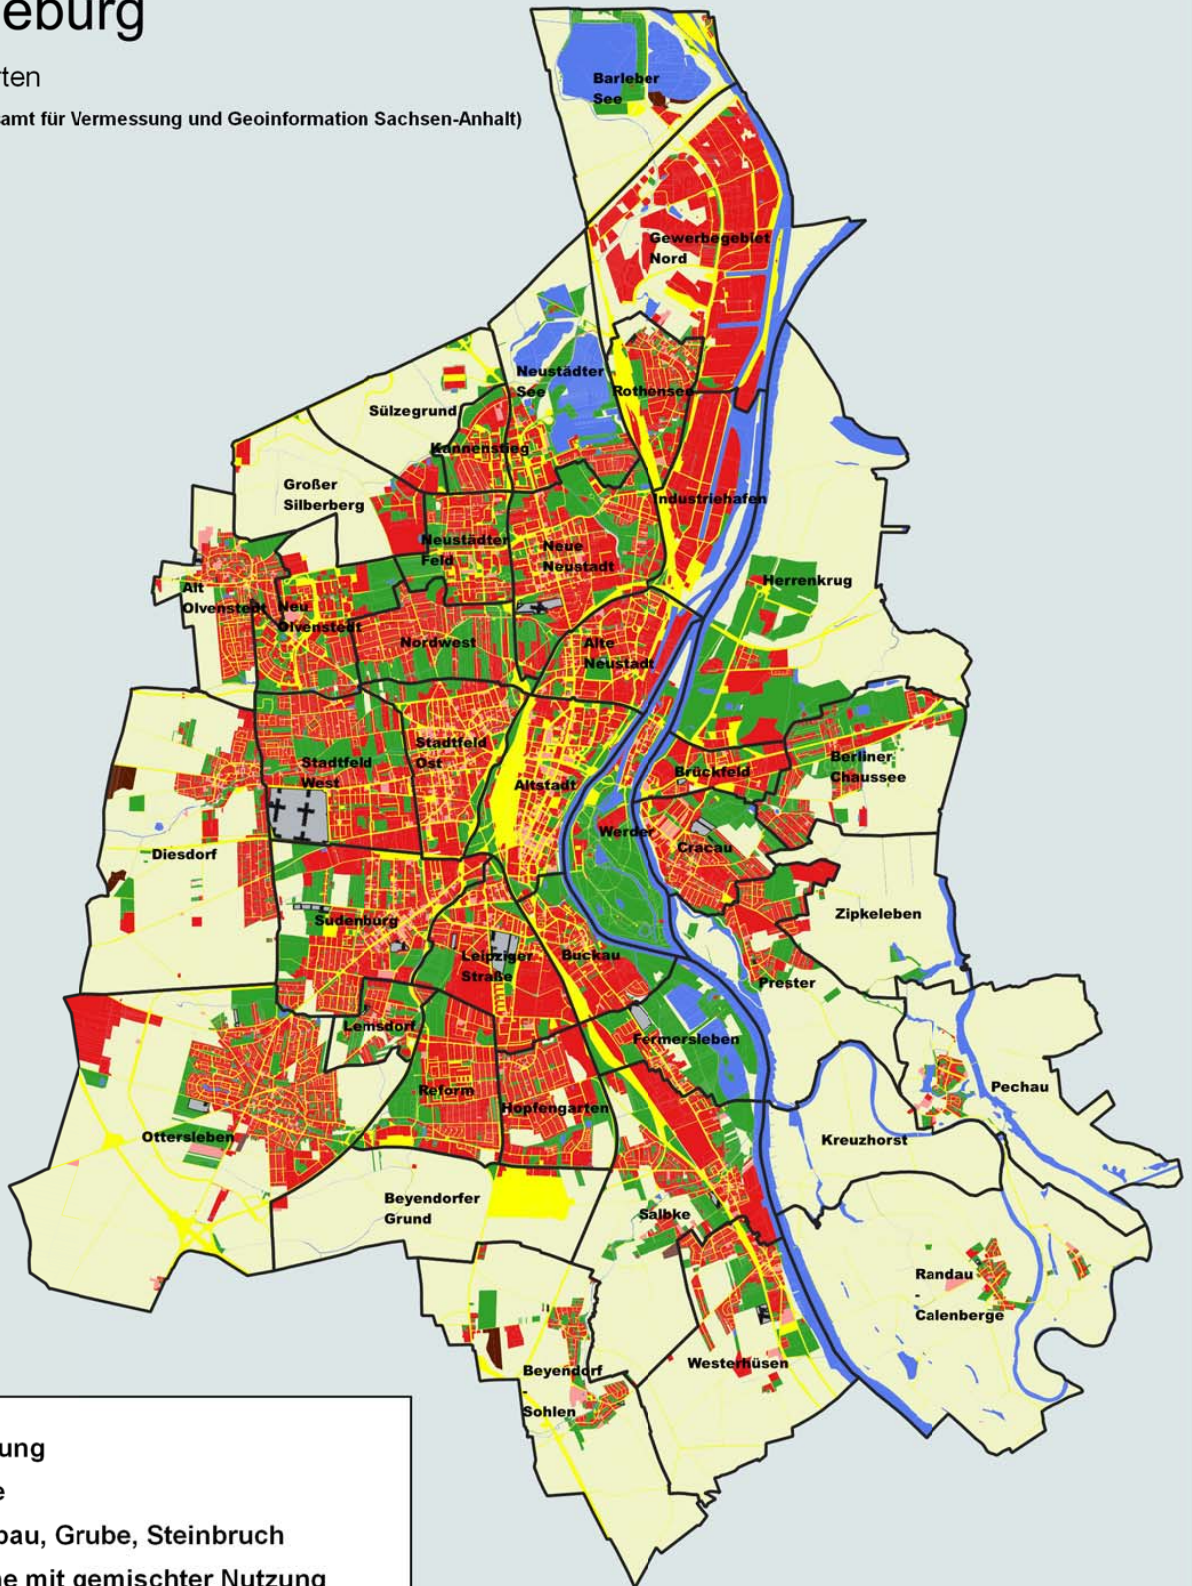 eburg
ten
amt für Vermessung und Geoinformation Sachsen-Anhalt)
Barleber
See
Gewerbegebiet
Nord
Neustädter
See
Rothensee
Sülzegrund
Kannenstieg
Großer
Silberberg
Industriehafen
Neustädter
Feld
Neue
Neustadt
Herrenkrug
Alt
Olvenstedt
Neu
Olvenstedt
Nordwest
Alte
Neustadt
Stadtfeld
Ost
Stadtfeld
West
Altstadt
Brückfeld
Berliner
Chaussee
Werder
Cracau
Diesdorf
Zipkeleben
Sudenburg
Leipziger
Straße
Buckau
Prester
Lemsdorf
Fermersleben
Reform
Hopfengarten
Pechau
Ottersleben
Kreuzhorst
Beyendorfer
Grund
Salbke
Randau
-
Calenberge
Westerhüsen
Beyendorf
-
Sohlen
ung
e
bau, Grube, Steinbruch
he mit gemischter Nutzung